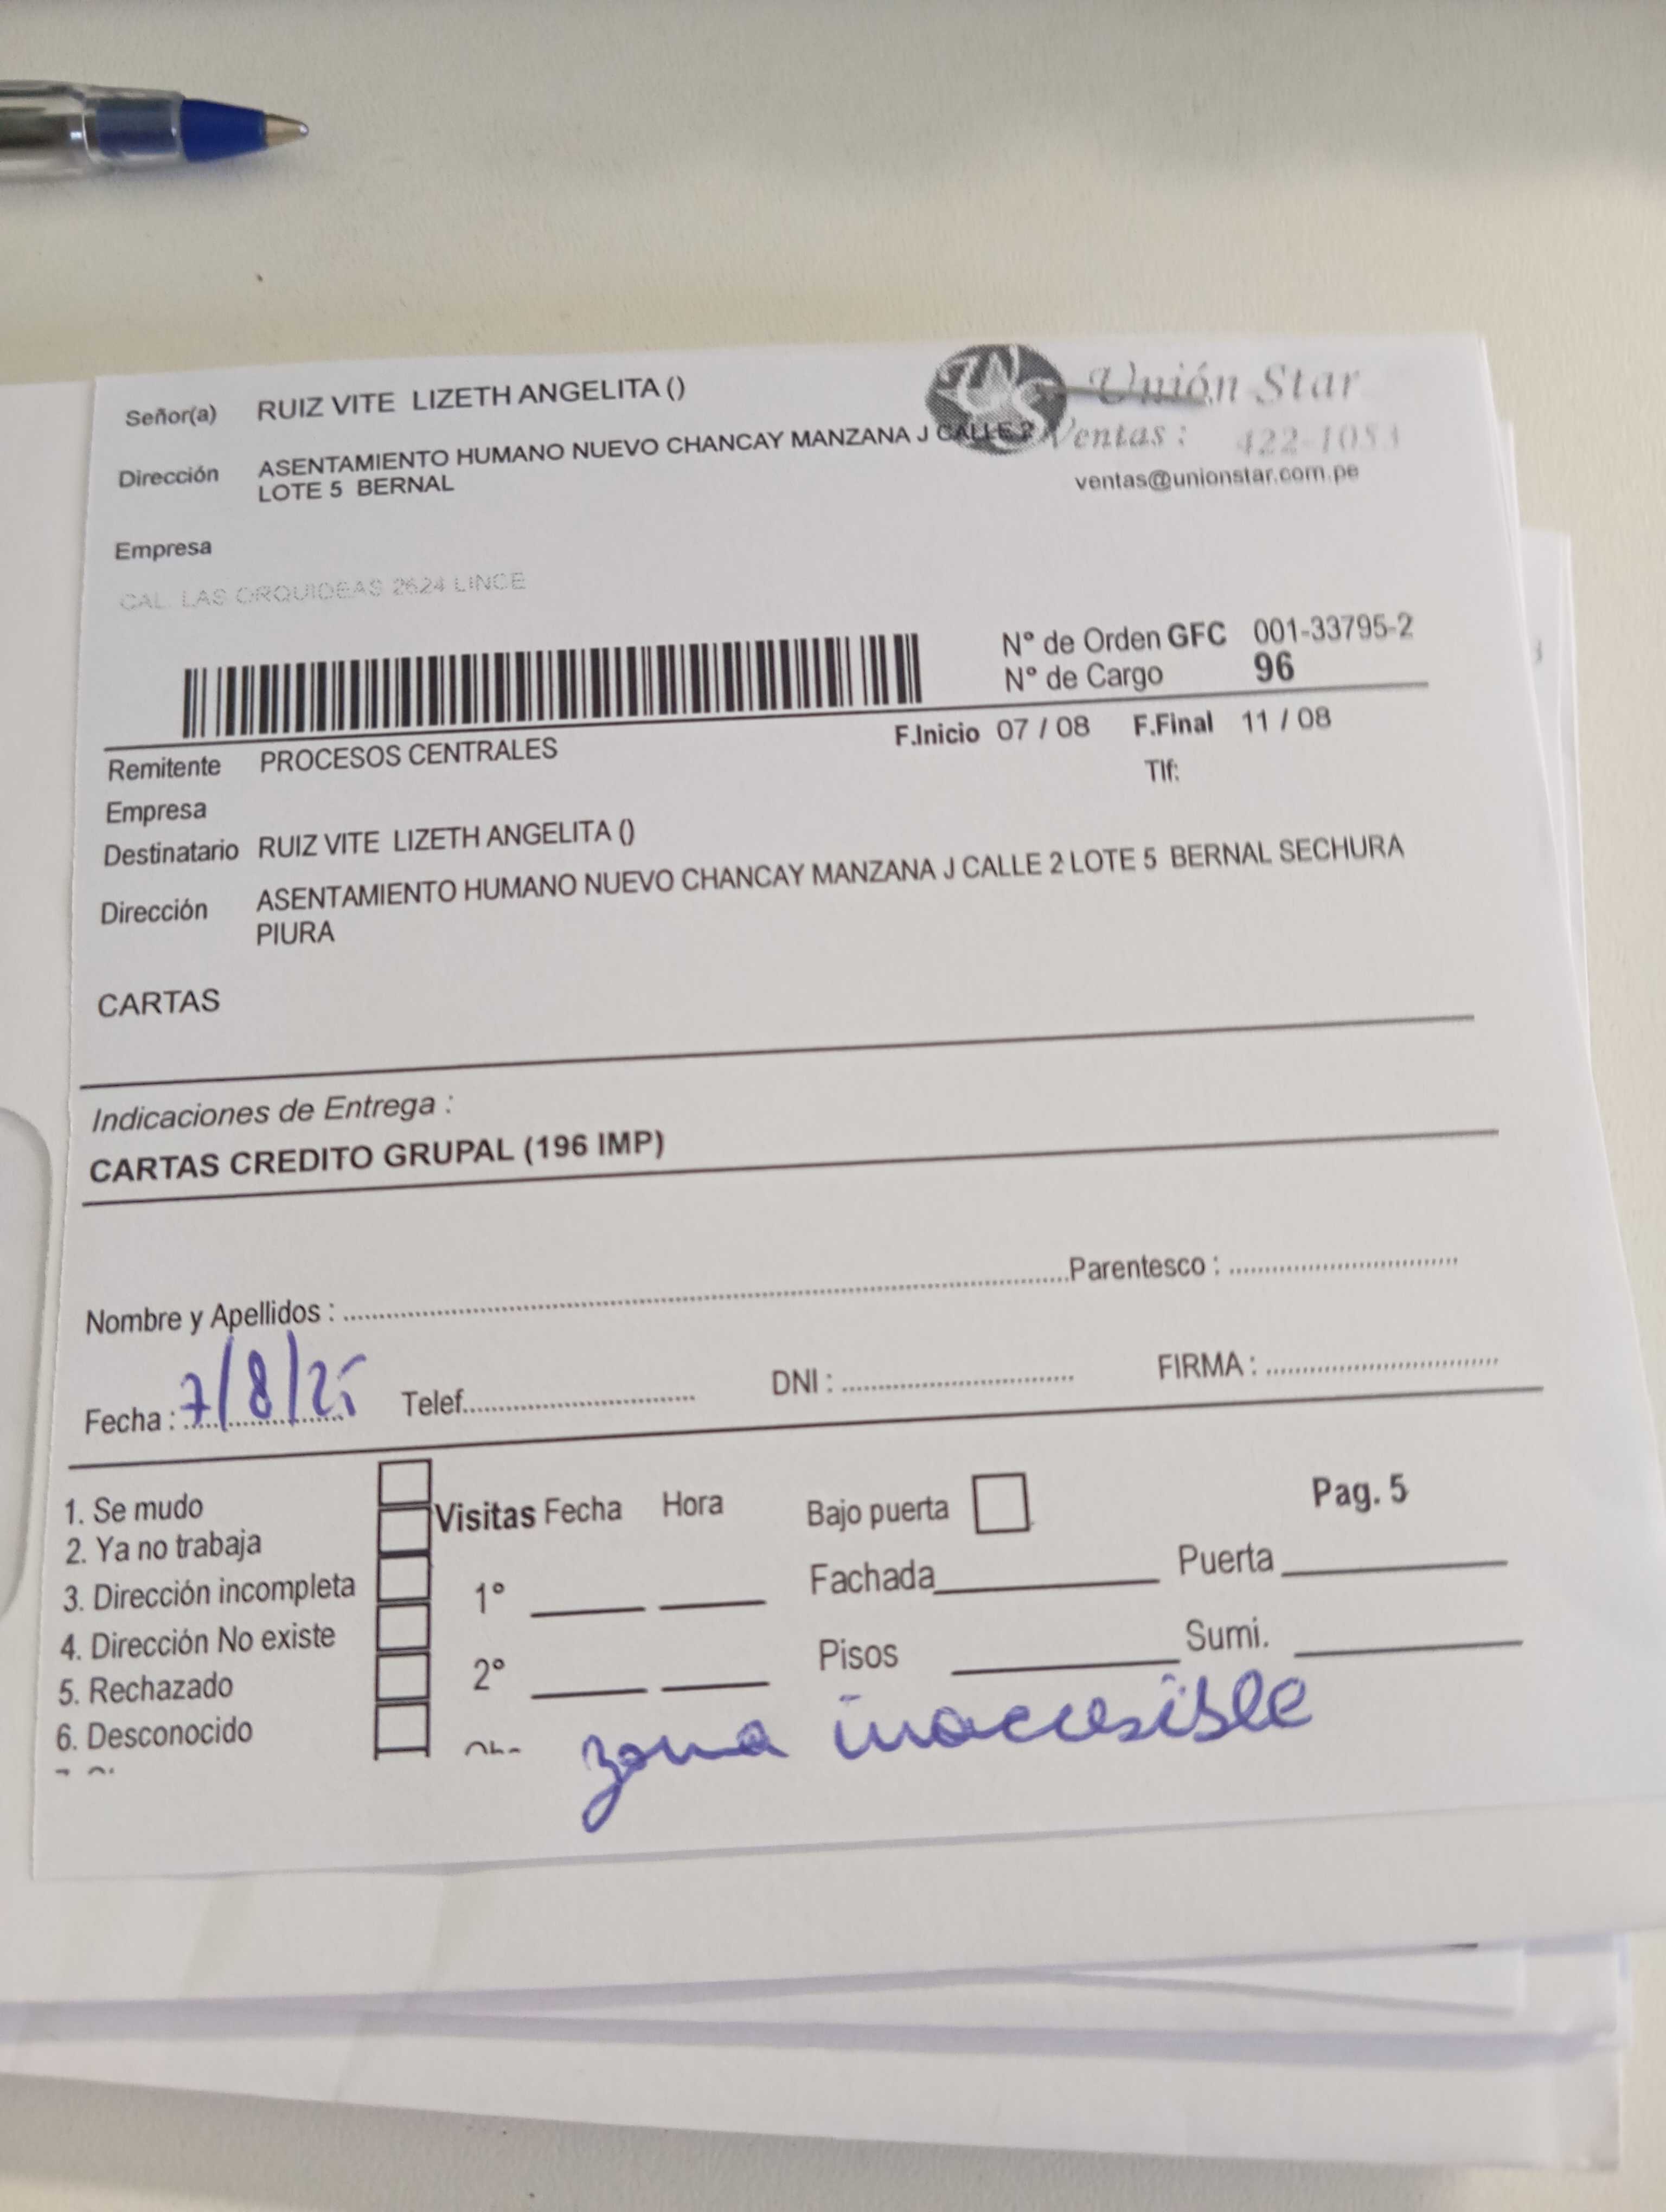 Señor(a) RUIZ VITE LIZETH ANGELITA ()
Unión Star
Dirección ASENTAMIENTO HUMANO NUEVO CHANCAY MANZANA J CALLE 2
LOTE 5 BERNAL
Ventas : 422-1053
ventas@unionstar.com.pe
Empresa
CAL. LAS ORQUIDEAS 2624 LINCE
N° de Orden GFC 001-33795-2
N° de Cargo 96
Remitente PROCESOS CENTRALES
F.Inicio 07 / 08 F.Final 11 / 08
Tlf:
Empresa
Destinatario RUIZ VITE LIZETH ANGELITA ()
Dirección ASENTAMIENTO HUMANO NUEVO CHANCAY MANZANA J CALLE 2 LOTE 5 BERNAL SECHURA
PIURA
CARTAS
Indicaciones de Entrega :
CARTAS CREDITO GRUPAL (196 IMP)
Nombre y Apellidos : Parentesco :
Fecha : 7/8/25 Telef. DNI : FIRMA :
1. Se mudo
2. Ya no trabaja
3. Dirección incompleta
4. Dirección No existe
5. Rechazado
6. Desconocido
Visitas Fecha Hora
1°
2°
Bajo puerta
Pag. 5
Fachada Puerta
Pisos Sumi.
zona inaccesible